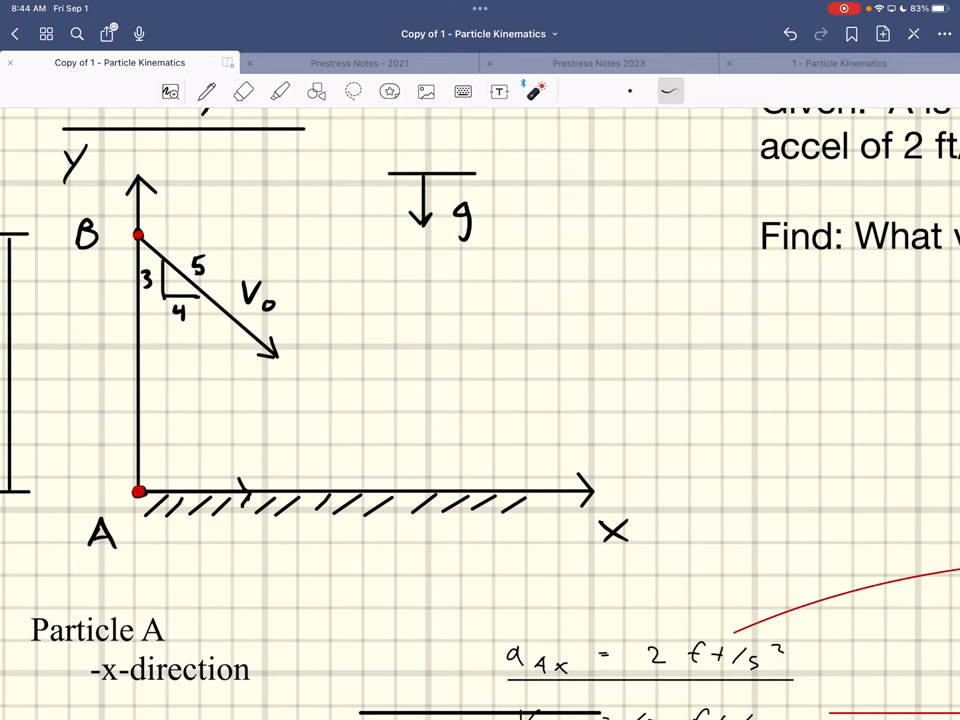 8:44 AM Fri Sep 1
83%
Copy of 1 - Particle Kinematics
Copy of 1 - Particle Kinematics
Prestress Notes - 2021
Prestress Notes 2023
1 - Particle Kinematics
accel of 2 ft/
Find: What
y
B
g
3
5
4
V₀
A
x
Particle A
-x-direction
a A x = 2 ft/s²